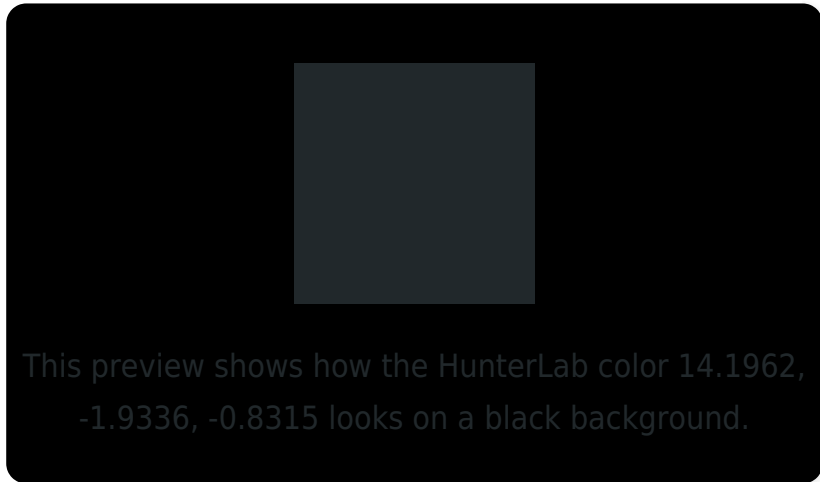 This preview shows how the HunterLab color 14.1962,
-1.9336, -0.8315 looks on a black background.